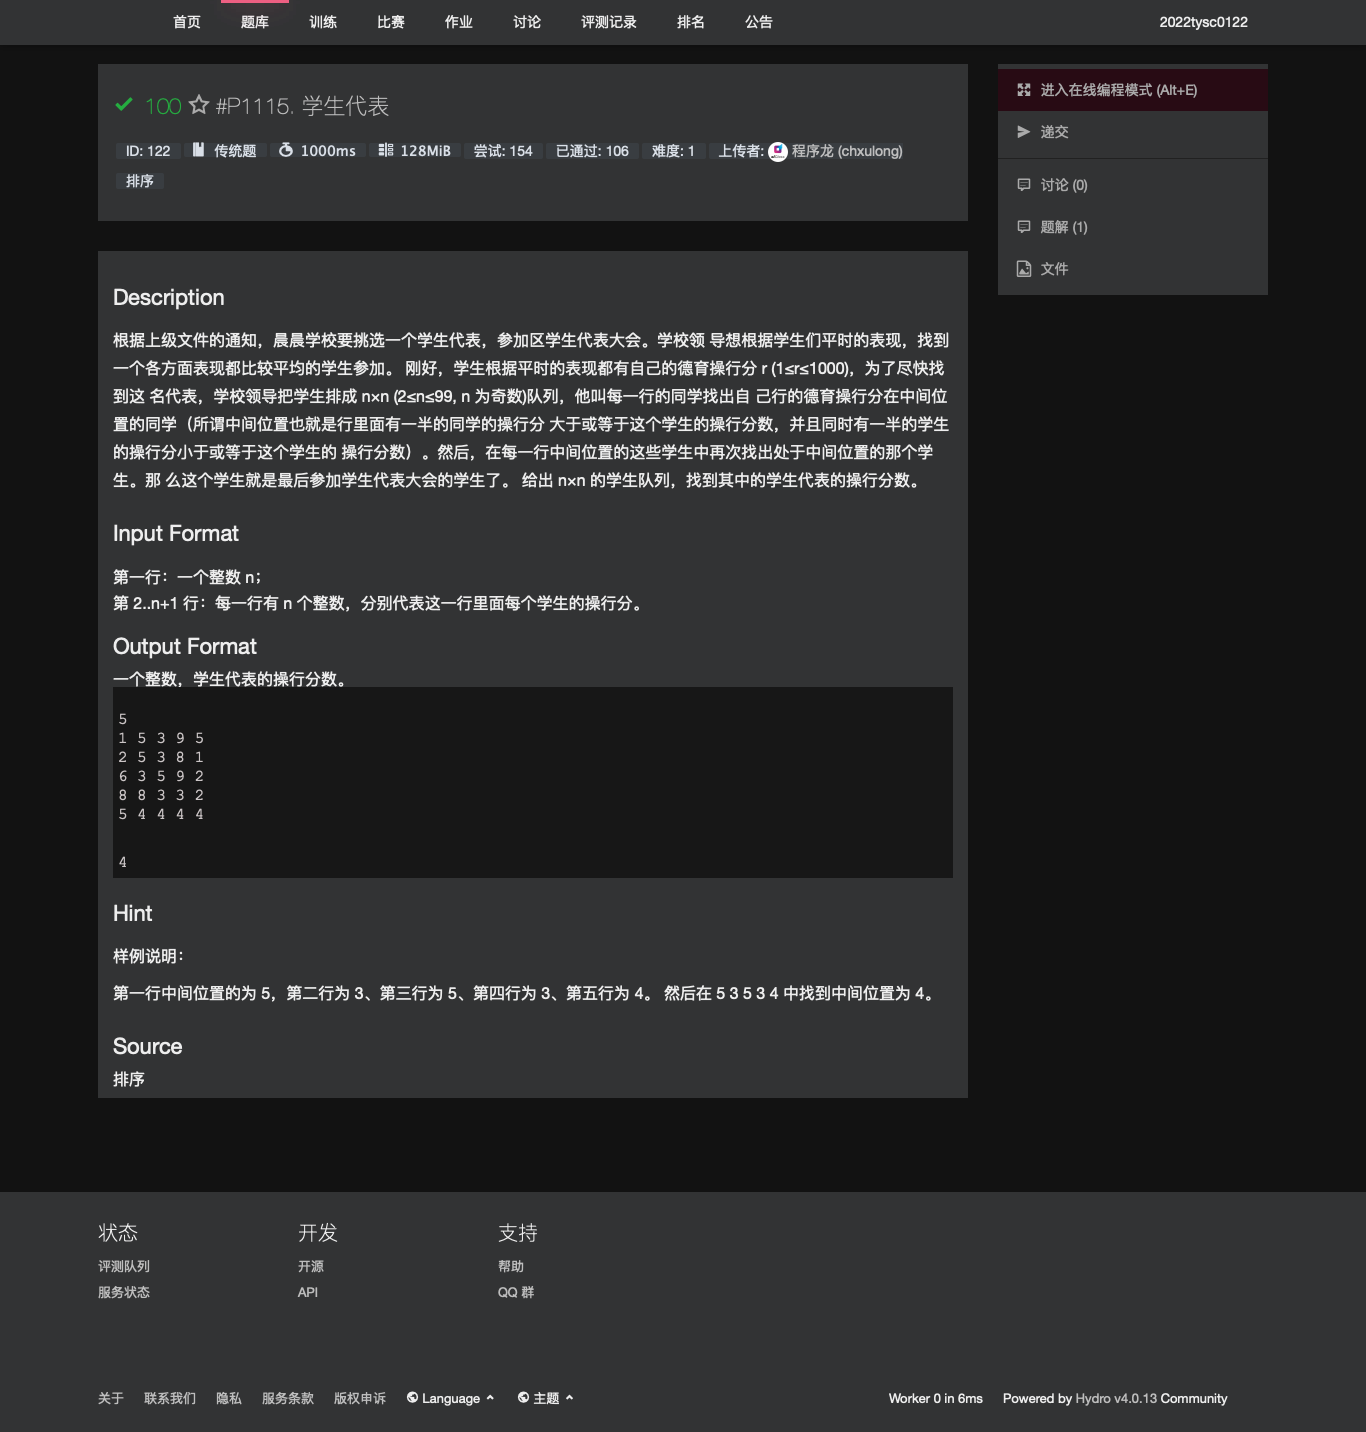 首页 题库 训练 比赛 作业 讨论 评测记录 排名 公告 2022tysc0122
100 #P1115. 学生代表
ID: 122 传统题 1000ms 128MiB 尝试: 154 已通过: 106 难度: 1 上传者: 程序龙 (chxulong)
排序
进入在线编程模式 (Alt+E)
递交
讨论 (0)
题解 (1)
文件
Description
根据上级文件的通知，晨晨学校要挑选一个学生代表，参加区学生代表大会。学校领 导想根据学生们平时的表现，找到
一个各方面表现都比较平均的学生参加。 刚好，学生根据平时的表现都有自己的德育操行分 r (1≤r≤1000)，为了尽快找
到这 名代表，学校领导把学生排成 n×n (2≤n≤99, n 为奇数)队列，他叫每一行的同学找出自 己行的德育操行分在中间位
置的同学（所谓中间位置也就是行里面有一半的同学的操行分 大于或等于这个学生的操行分数，并且同时有一半的学生
的操行分小于或等于这个学生的 操行分数）。然后，在每一行中间位置的这些学生中再次找出处于中间位置的那个学
生。那 么这个学生就是最后参加学生代表大会的学生了。 给出 n×n 的学生队列，找到其中的学生代表的操行分数。
Input Format
第一行：一个整数 n；
第 2..n+1 行：每一行有 n 个整数，分别代表这一行里面每个学生的操行分。
Output Format
一个整数，学生代表的操行分数。
5
1 5 3 9 5
2 5 3 8 1
6 3 5 9 2
8 8 3 3 2
5 4 4 4 4
4
Hint
样例说明：
第一行中间位置的为 5，第二行为 3、第三行为 5、第四行为 3、第五行为 4。 然后在 5 3 5 3 4 中找到中间位置为 4。
Source
排序
状态 开发 支持
评测队列 开源 帮助
服务状态 API QQ 群
关于 联系我们 隐私 服务条款 版权申诉 Language 主题 Worker 0 in 6ms Powered by Hydro v4.0.13 Community